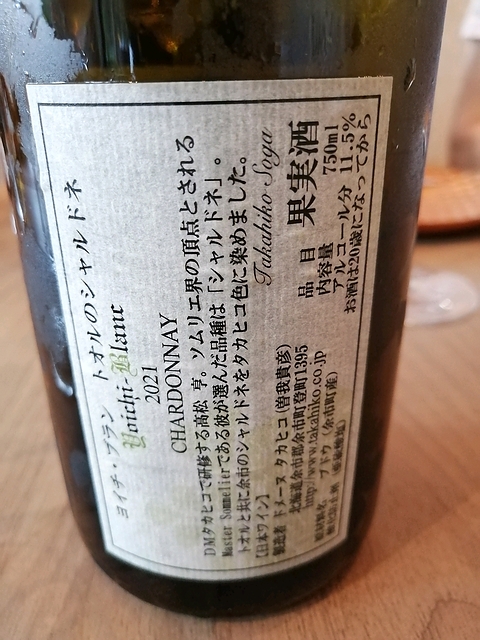 ヨイチ・ブラン トオルのシャルドネ
Yoichi-Blanc
2021
CHARDONNAY
DMタカヒコで研修する高松 亨。ソムリエ界の頂点とされる
Master Sommelierである彼が選んだ品種は「シャルドネ」。
トオルと共に余市のシャルドネをタカヒコ色に染めました。
Takahiko Soga
【日本ワイン】
製造者 ドメーヌ タカヒコ(曽我貴彦)
北海道余市郡余市町登町1395
http://www.takahiko.co.jp
原材料名 ブドウ(余市町産)
品目 果実酒
内容量 750ml
アルコール分 11.5%
お酒は20歳になってから